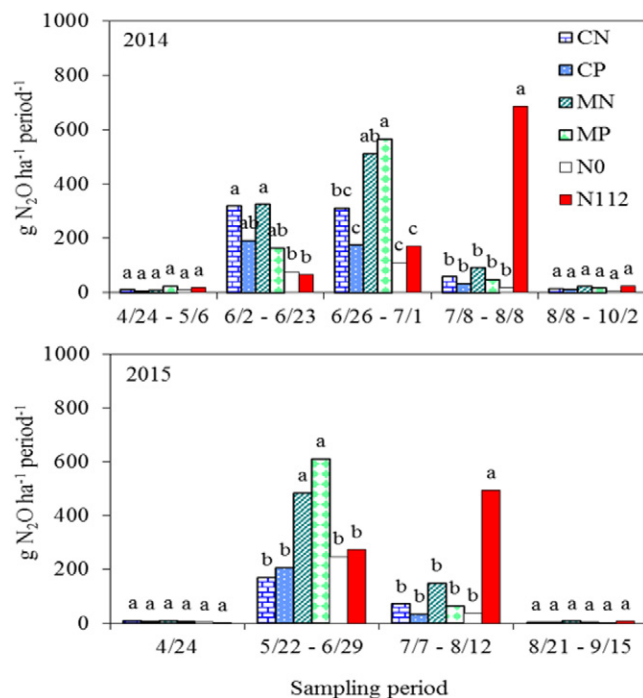 1000
2014
CN
CP
MN
MP
N0
N112
800
600
400
200
0
g N₂O ha⁻¹ period⁻¹
a a a a a a
a ab a ab b b
bc c ab a c c
b b b b b a
a a a a a a
4/24 - 5/6 6/2 - 6/23 6/26 - 7/1 7/8 - 8/8 8/8 - 10/2
1000
2015
800
600
400
200
0
g N₂O ha⁻¹ period⁻¹
a a a a a a
b b a a b b
b b b b b a
a a a a a a
4/24 5/22 - 6/29 7/7 - 8/12 8/21 - 9/15
Sampling period